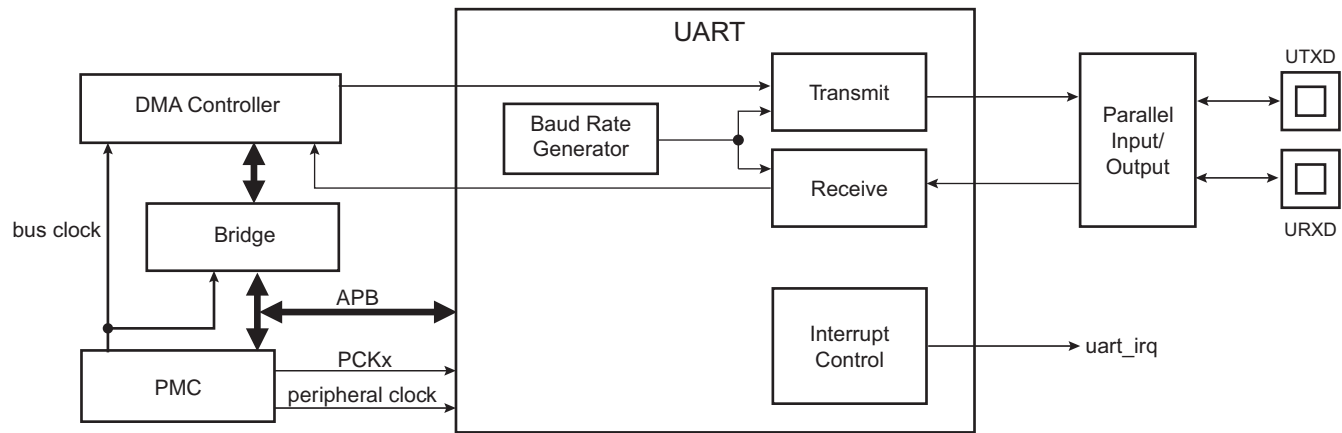 UART
UTXD
DMA Controller
Transmit
Baud Rate
Generator
Parallel
Input/
Output
Receive
bus clock
Bridge
URXD
APB
Interrupt
Control
uart_irq
PMC
PCKx
peripheral clock